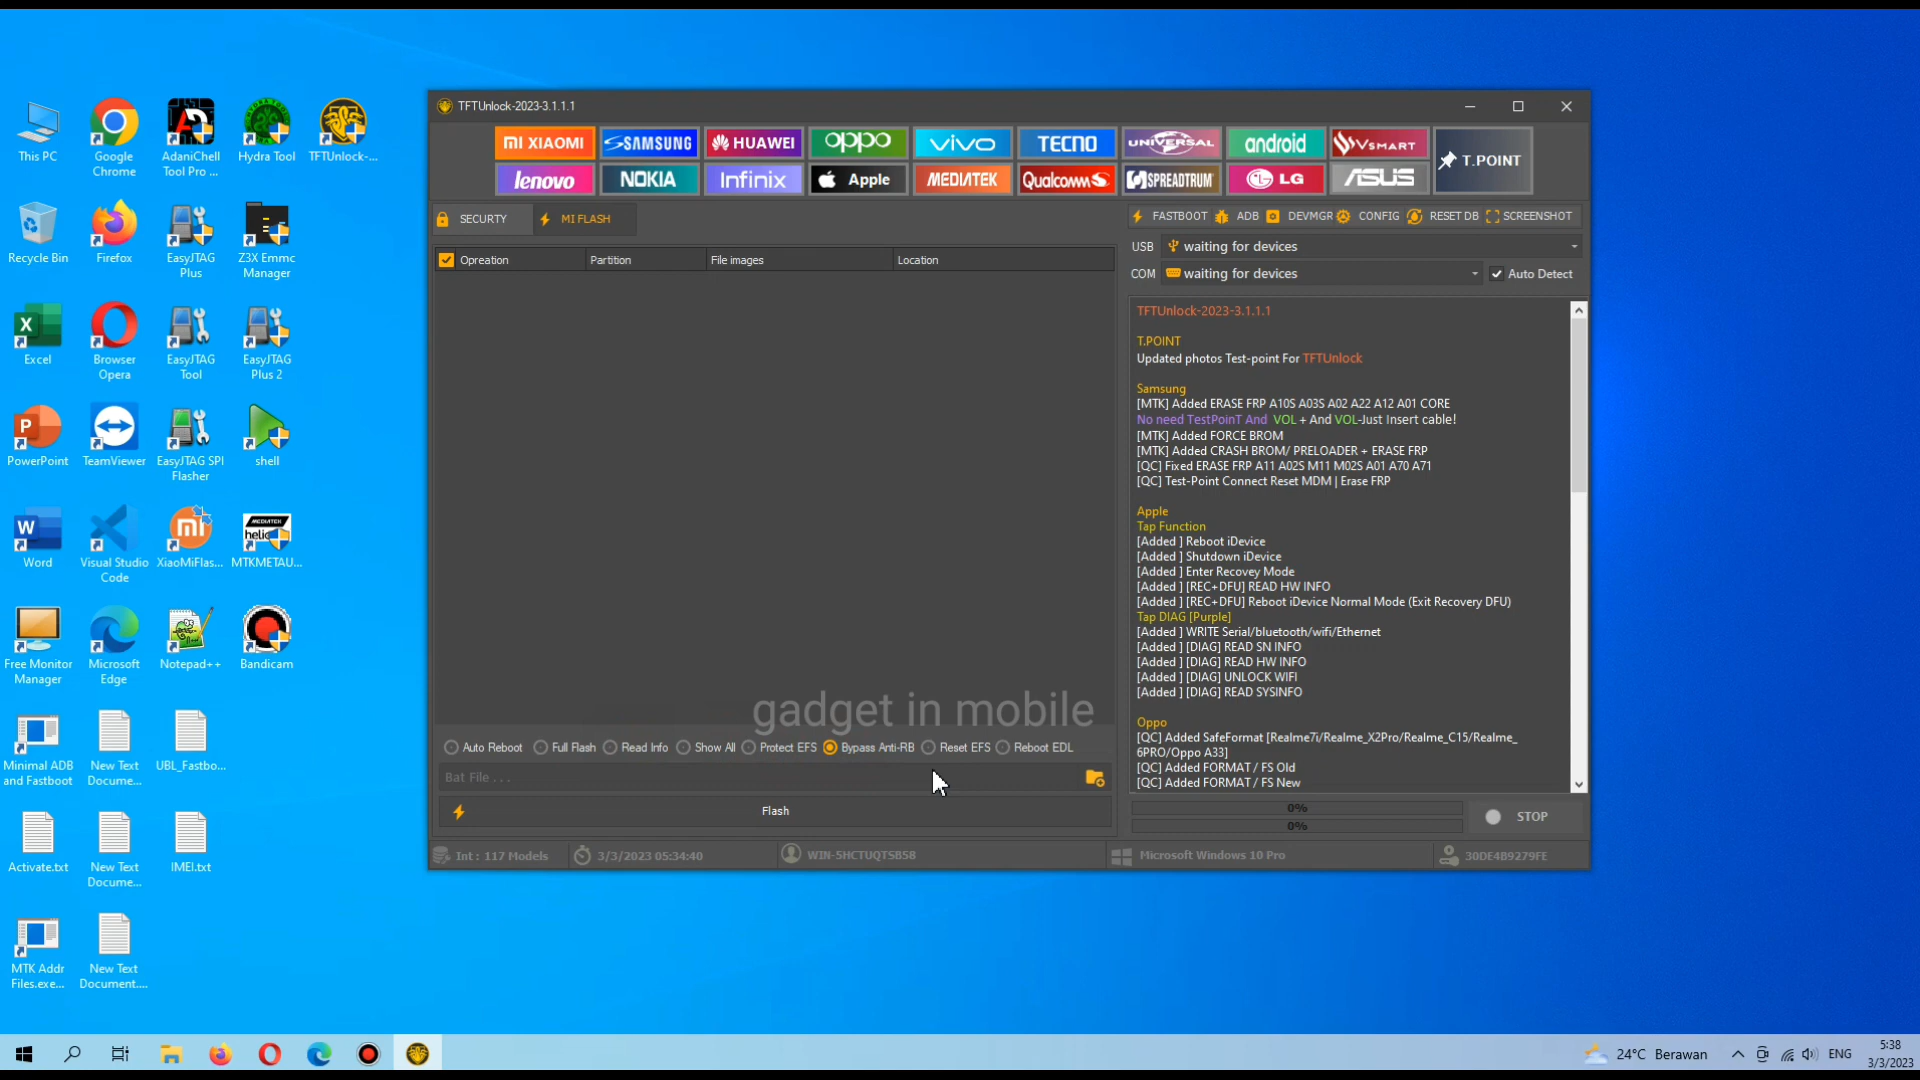 This PC
Google Chrome
AdaniChell Tool Pro ...
Hydra Tool
TFTUnlock-...
Recycle Bin
Firefox
EasyJTAG Plus
Z3X Emmc Manager
Excel
Browser Opera
EasyJTAG Tool
EasyJTAG Plus 2
PowerPoint
TeamViewer
EasyJTAG SPI Flasher
shell
Word
Visual Studio Code
XiaoMiFlas...
MTKMETAU...
Free Monitor Manager
Microsoft Edge
Notepad++
Bandicam
Minimal ADB and Fastboot
New Text Docume...
UBL_Fastbo...
Activate.txt
New Text Docume...
IMEI.txt
MTK Addr Files.exe...
New Text Document....
TFTUnlock-2023-3.1.1.1
MI XIAOMI
SAMSUNG
HUAWEI
oppo
vivo
TECNO
UNIVERSAL
android
VSMART
T.POINT
lenovo
NOKIA
Infinix
Apple
MEDIATEK
Qualcomm
SPREADTRUM
LG
ASUS
SECURTY
MI FLASH
FASTBOOT
ADB
DEVMGR
CONFIG
RESET DB
SCREENSHOT
USB waiting for devices
COM waiting for devices
Auto Detect
Opreation
Partition
File images
Location
TFTUnlock-2023-3.1.1.1
T.POINT
Updated photos Test-point For TFTUnlock
Samsung
[MTK] Added ERASE FRP A10S A03S A02 A22 A12 A01 CORE
No need TestPoinT And VOL + And VOL-Just Insert cable!
[MTK] Added FORCE BROM
[MTK] Added CRASH BROM/ PRELOADER + ERASE FRP
[QC] Fixed ERASE FRP A11 A02S M11 M02S A01 A70 A71
[QC] Test-Point Connect Reset MDM | Erase FRP
Apple
Tap Function
[Added ] Reboot iDevice
[Added ] Shutdown iDevice
[Added ] Enter Recovey Mode
[Added ] [REC+DFU] READ HW INFO
[Added ] [REC+DFU] Reboot iDevice Normal Mode (Exit Recovery DFU)
Tap DIAG [Purple]
[Added ] WRITE Serial/bluetooth/wifi/Ethernet
[Added ] [DIAG] READ SN INFO
[Added ] [DIAG] READ HW INFO
[Added ] [DIAG] UNLOCK WIFI
[Added ] [DIAG] READ SYSINFO
Oppo
[QC] Added SafeFormat [Realme7i/Realme_X2Pro/Realme_C15/Realme_
6PRO/Oppo A33]
[QC] Added FORMAT / FS Old
[QC] Added FORMAT / FS New
gadget in mobile
Auto Reboot
Full Flash
Read Info
Show All
Protect EFS
Bypass Anti-RB
Reset EFS
Reboot EDL
Bat File . . .
Flash
0%
0%
STOP
Int : 117 Models
3/3/2023 05:34:40
WIN-5HCTUQTSB58
Microsoft Windows 10 Pro
30DE4B9279FE
24°C Berawan
ENG
5:38
3/3/2023
MEDIATEK
helio